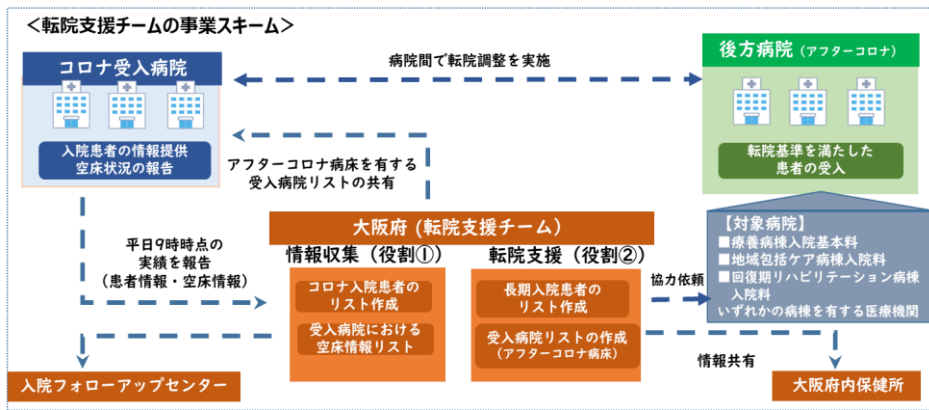 ＜転院支援チームの事業スキーム＞
コロナ受入病院
入院患者の情報提供
空床状況の報告
病院間で転院調整を実施
後方病院（アフターコロナ）
転院基準を満たした
患者の受入
アフターコロナ病床を有する
受入病院リストの共有
平日9時時点の
実績を報告
（患者情報・空床情報）
大阪府（転院支援チーム）
情報収集（役割①）
コロナ入院患者の
リスト作成
受入病院における
空床情報リスト
転院支援（役割②）
長期入院患者の
リスト作成
受入病院リストの作成
（アフターコロナ病床）
協力依頼
【対象病院】
■療養病棟入院基本料
■地域包括ケア病棟入院料
■回復期リハビリテーション病棟
入院料
いずれかの病棟を有する医療機関
情報共有
入院フォローアップセンター
大阪府内保健所